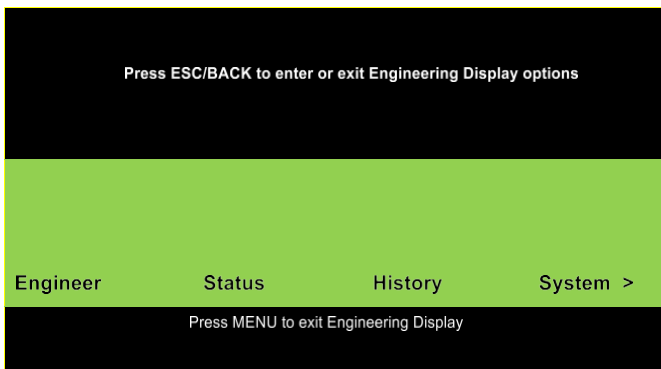 Press ESC/BACK to enter or exit Engineering Display options
Engineer Status History System >
Press MENU to exit Engineering Display